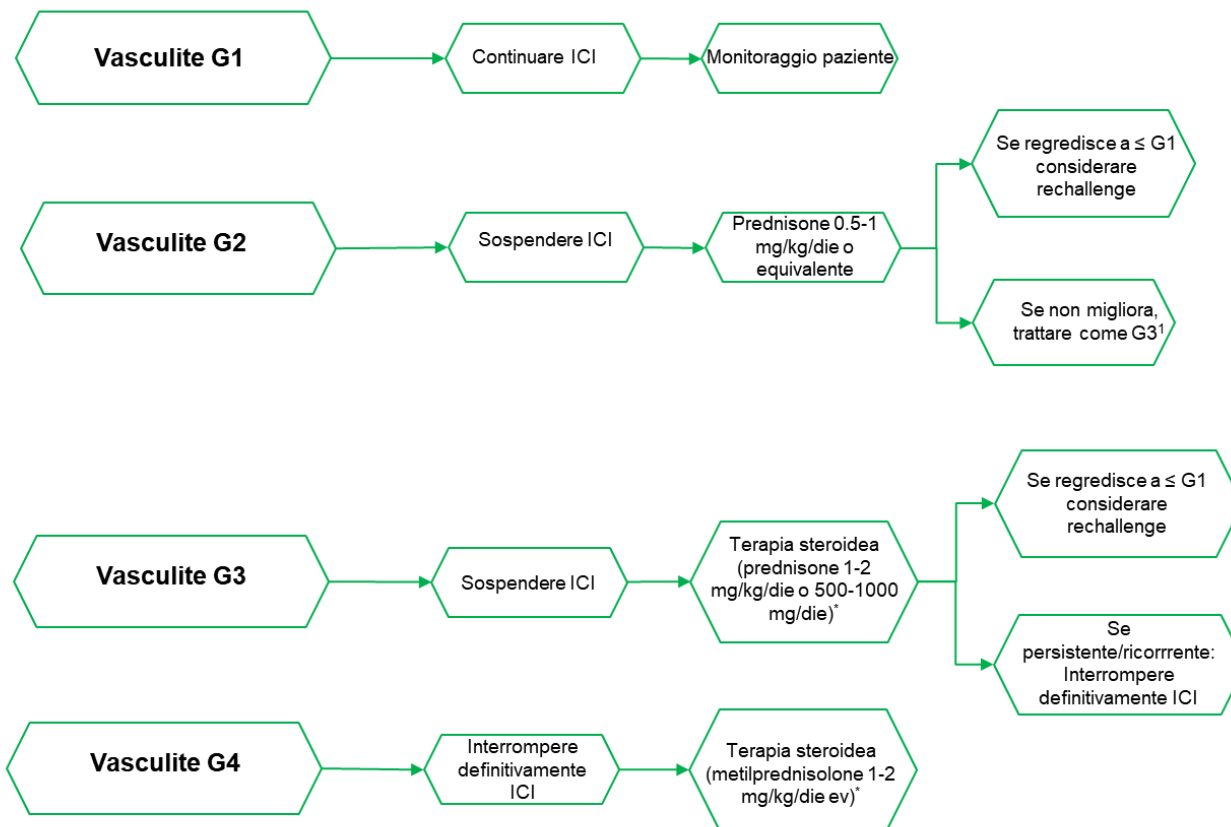 Vasculite G1
Continuare ICI
Monitoraggio paziente
Vasculite G2
Sospendere ICI
Prednisone 0.5-1
mg/kg/die o
equivalente
Se regredisce a ≤ G1
considerare
rechallenge
Se non migliora,
trattare come G3¹
Vasculite G3
Sospendere ICI
Terapia steroidea
(prednisone 1-2
mg/kg/die o 500-1000
mg/die)*
Se regredisce a ≤ G1
considerare
rechallenge
Se
persistente/ricorrrente:
Interrompere
definitivamente ICI
Vasculite G4
Interrompere
definitivamente
ICI
Terapia steroidea
(metilprednisolone 1-2
mg/kg/die ev)*